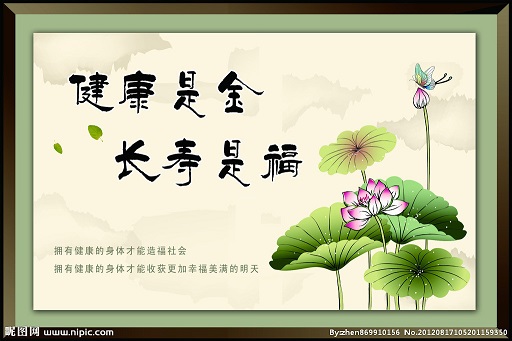 健康是金
长寿是福
拥有健康的身体才能造福社会
拥有健康的身体才能收获更加幸福美满的明天
昵图网 www.nipic.com
By:zhen869910156 No.20120817105201159350